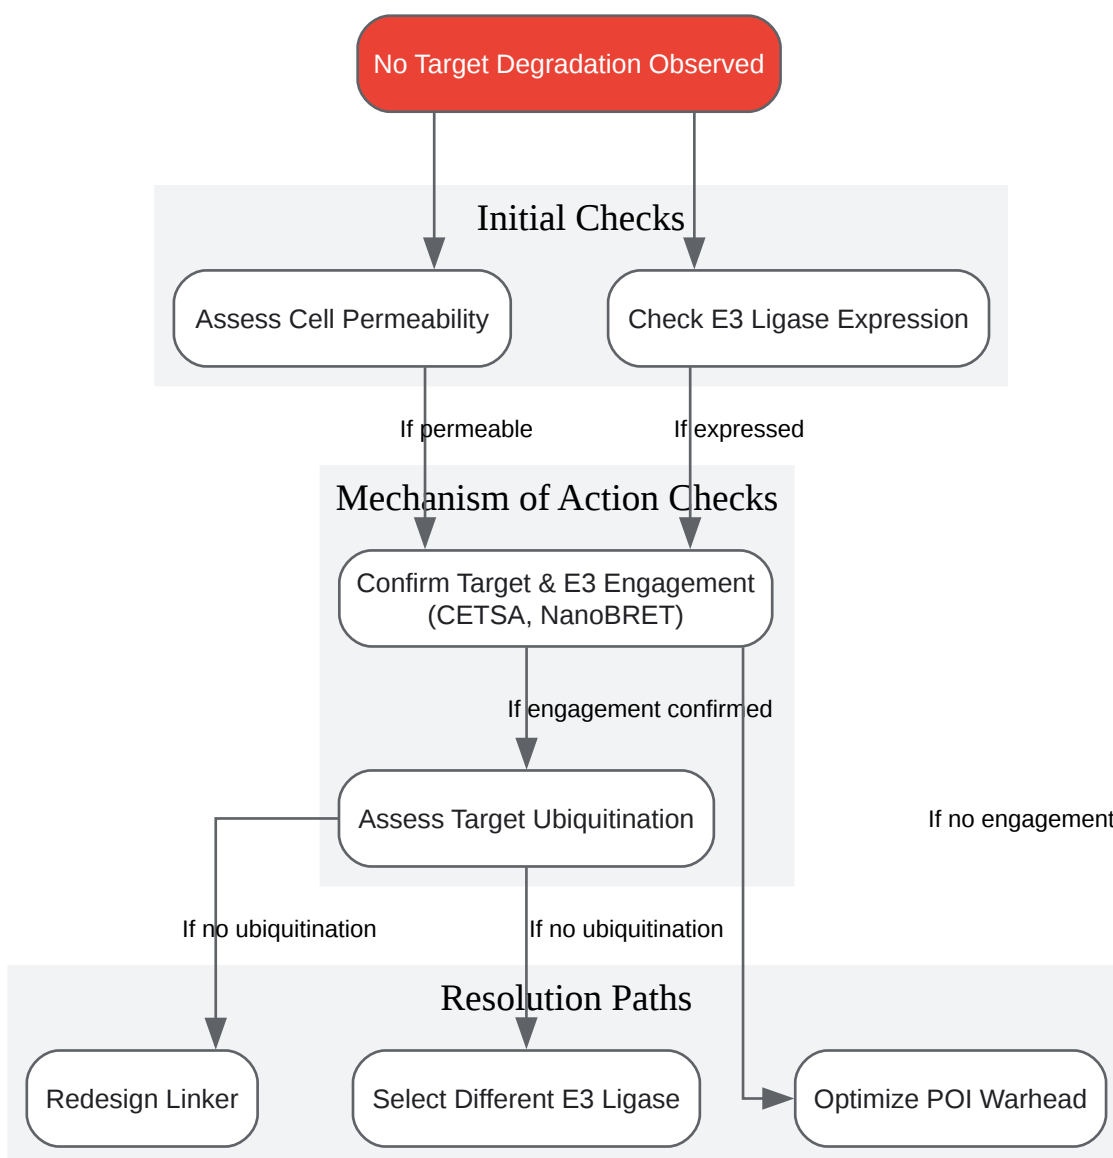 No Target Degradation Observed
Initial Checks
Assess Cell Permeability
Check E3 Ligase Expression
If permeable
If expressed
Mechanism of Action Checks
Confirm Target & E3 Engagement
(CETSA, NanoBRET)
If engagement confirmed
Assess Target Ubiquitination
If no engagement
If no ubiquitination
If no ubiquitination
Resolution Paths
Redesign Linker
Select Different E3 Ligase
Optimize POI Warhead